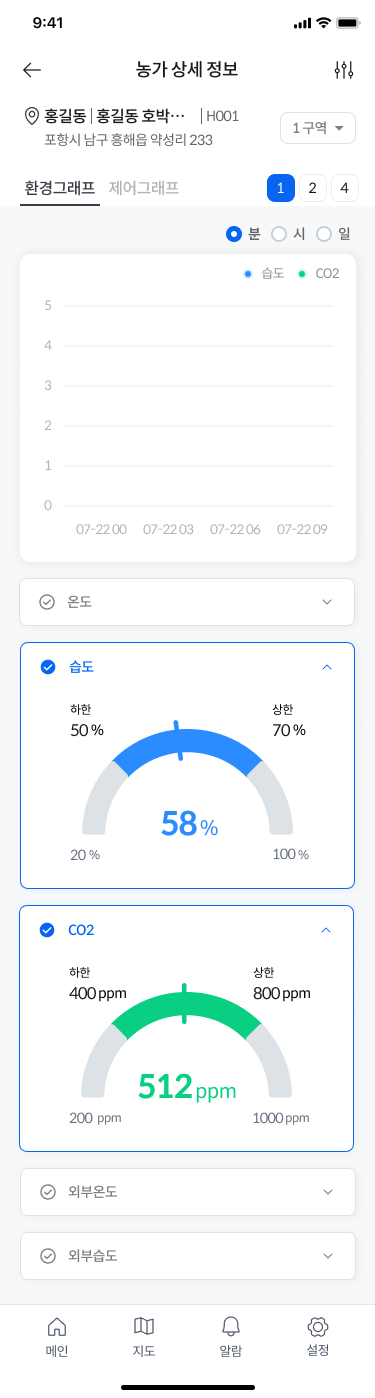 9:41
농가 상세 정보
홍길동 | 홍길동 호박⋯ | H001
포항시 남구 흥해읍 약성리 233
1 구역
환경그래프 제어그래프 1 2 4
분 시 일
습도 CO2
5
4
3
2
1
0
07-22 00 07-22 03 07-22 06 07-22 09
온도
습도
하한 상한
50 % 70 %
58 %
20 % 100 %
CO2
하한 상한
400 ppm 800 ppm
512 ppm
200 ppm 1000 ppm
외부온도
외부습도
메인 지도 알람 설정